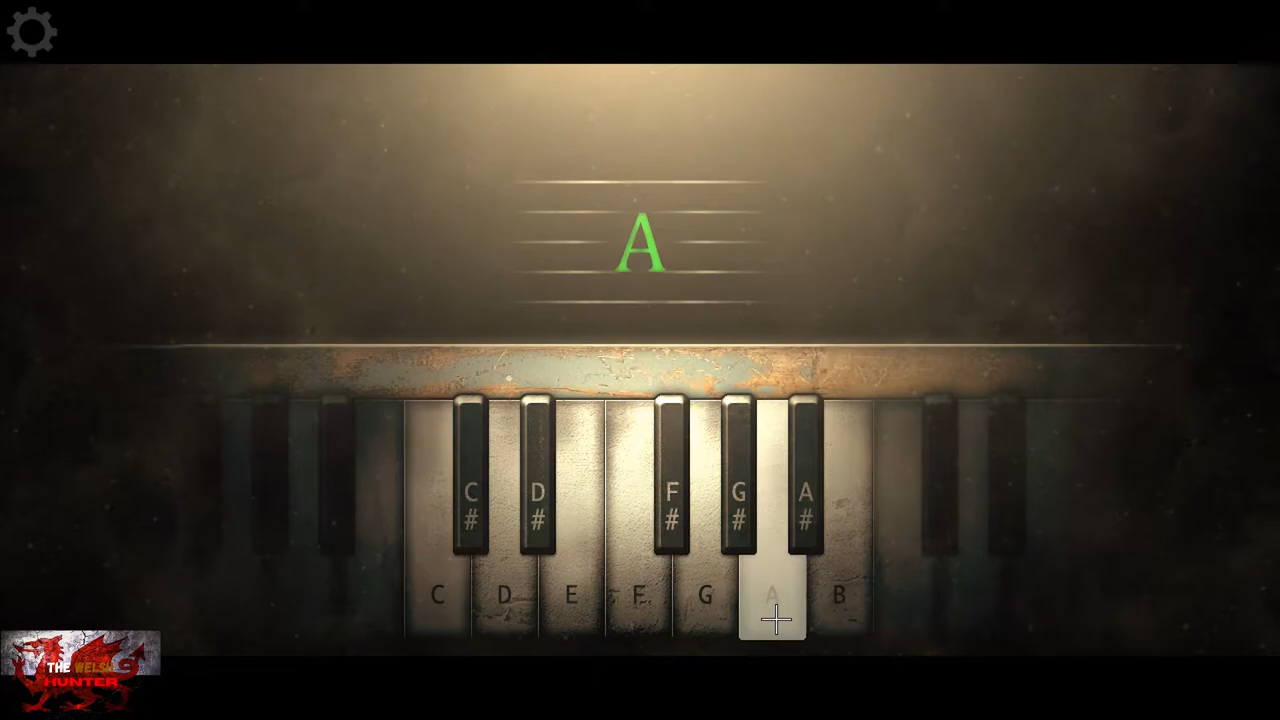 A
C D F G A
# # # # #
C D E F G A B
THE WELSH
HUNTER